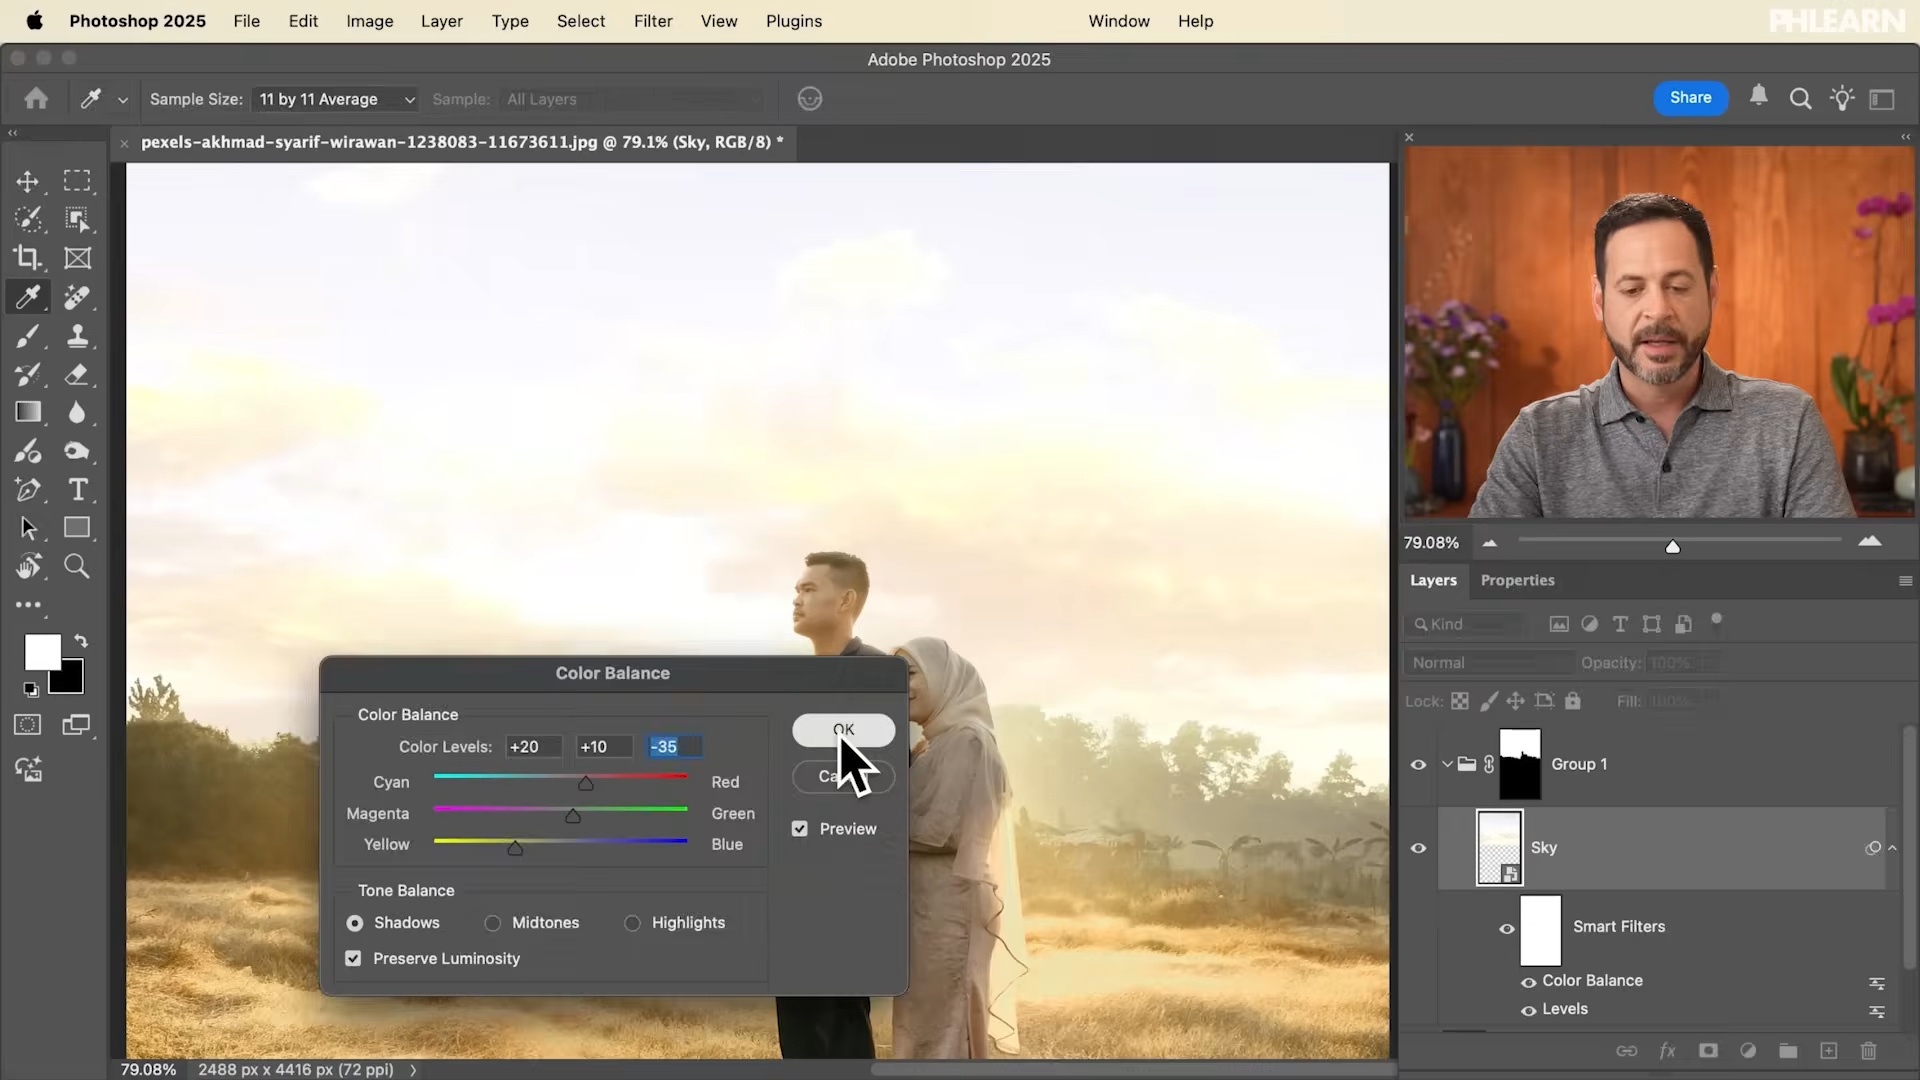 Photoshop 2025 File Edit Image Layer Type Select Filter View Plugins Window Help
PHLEARN
Adobe Photoshop 2025
Sample Size: 11 by 11 Average Sample: All Layers
Share
pexels-akhmad-syarif-wirawan-1238083-11673611.jpg @ 79.1% (Sky, RGB/8) *
79.08%
Layers Properties
Kind
Normal Opacity: 100%
Lock: Fill: 100%
Group 1
Sky
Smart Filters
Color Balance
Levels
Color Balance
Color Balance
Color Levels: +20 +10 -35
Cyan Red
Magenta Green
Yellow Blue
OK
Preview
Tone Balance
Shadows Midtones Highlights
Preserve Luminosity
79.08% 2488 px x 4416 px (72 ppi)